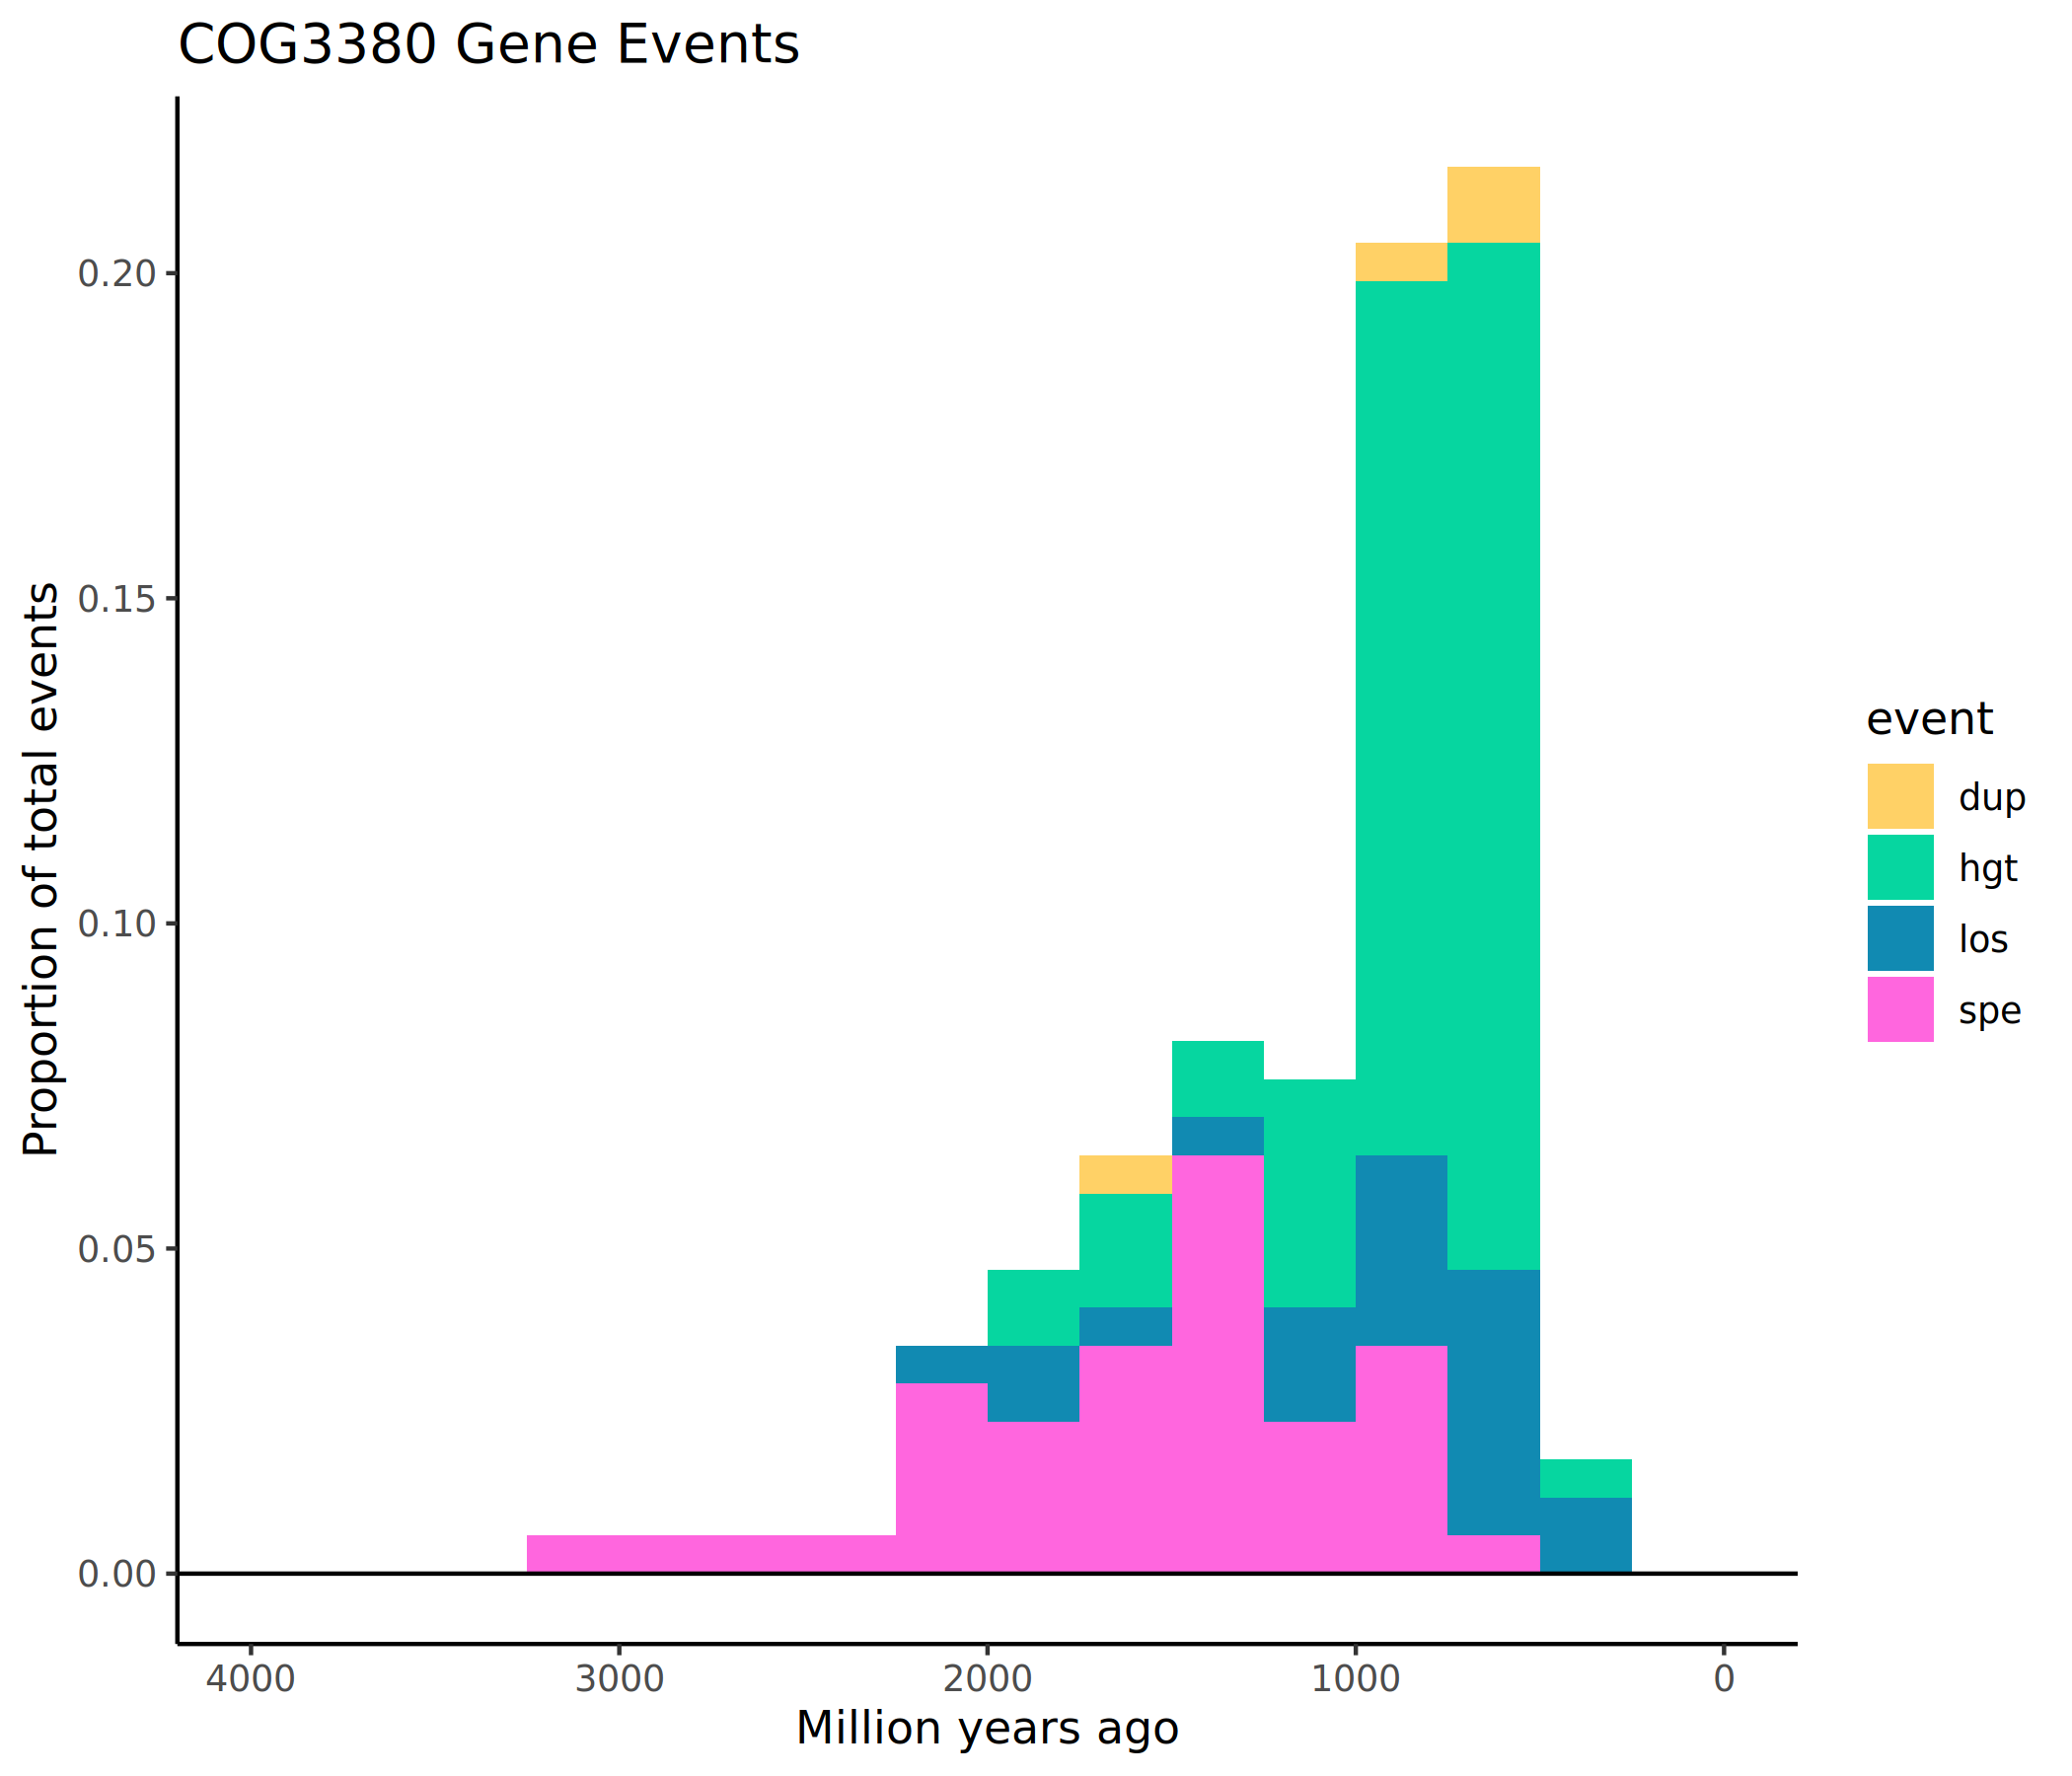 COG3380 Gene Events
Proportion of total events
0.20
0.15
0.10
0.05
0.00
4000 3000 2000 1000 0
Million years ago
event
dup
hgt
los
spe